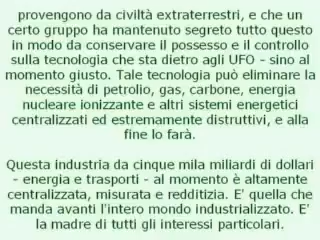 provengono da civiltà extraterrestri, e che un
certo gruppo ha mantenuto segreto tutto questo
in modo da conservare il possesso e il controllo
sulla tecnologia che sta dietro agli UFO - sino al
momento giusto. Tale tecnologia può eliminare la
necessità di petrolio, gas, carbone, energia
nucleare ionizzante e altri sistemi energetici
centralizzati ed estremamente distruttivi, e alla
fine lo farà.
Questa industria da cinque mila miliardi di dollari
- energia e trasporti - al momento è altamente
centralizzata, misurata e redditizia. E' quella che
manda avanti l'intero mondo industrializzato. E'
la madre di tutti gli interessi particolari.